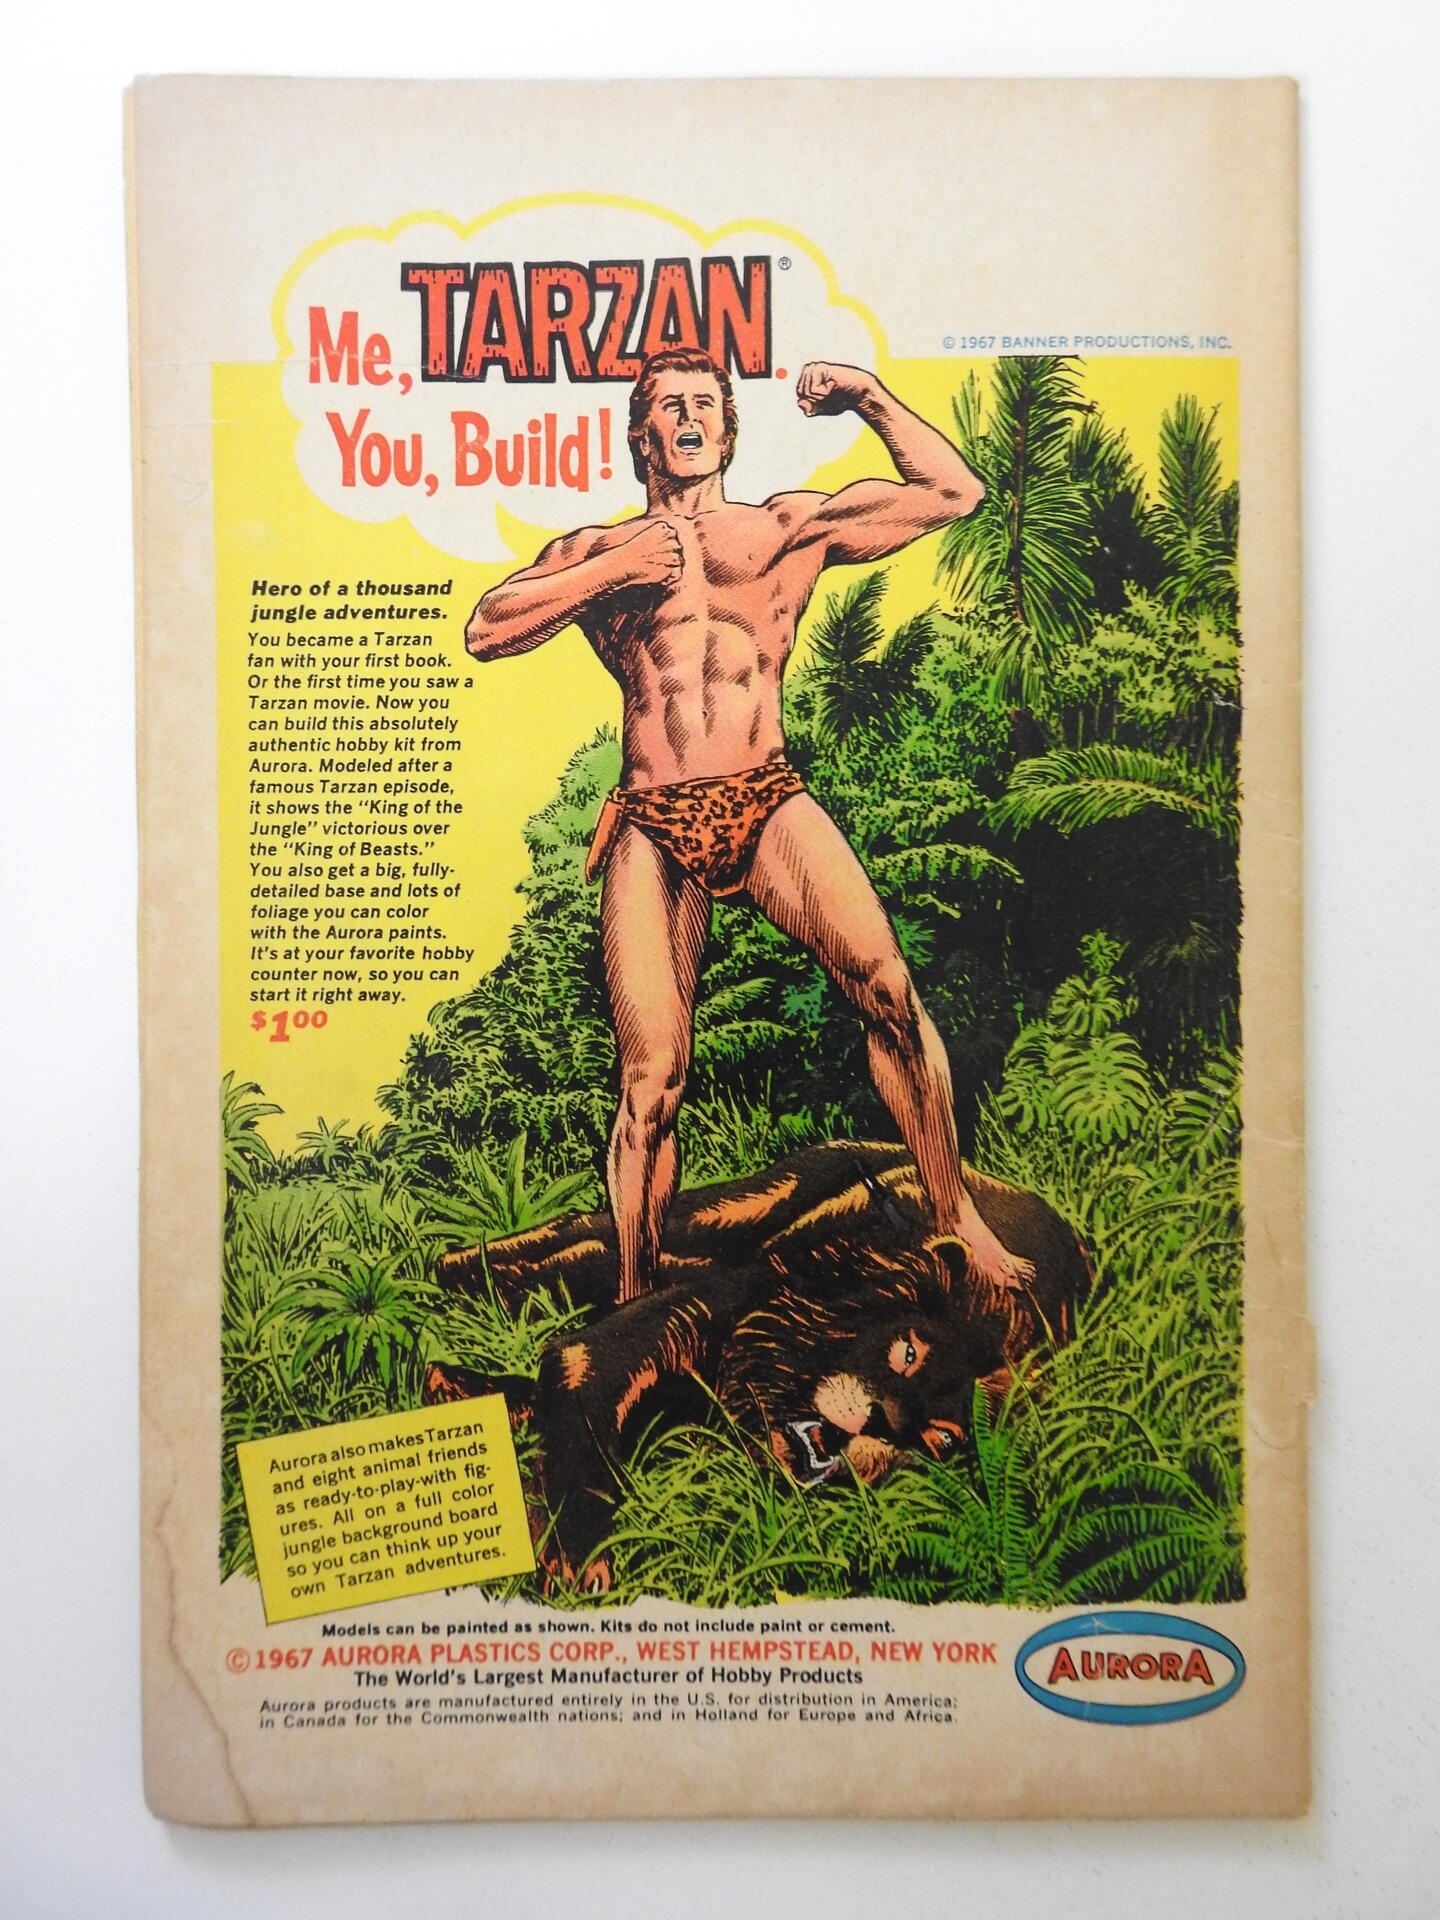 Me, TARZAN®.
You, Build!
© 1967 BANNER PRODUCTIONS, INC.
Hero of a thousand
jungle adventures.
You became a Tarzan
fan with your first book.
Or the first time you saw a
Tarzan movie. Now you
can build this absolutely
authentic hobby kit from
Aurora. Modeled after a
famous Tarzan episode,
it shows the "King of the
Jungle" victorious over
the "King of Beasts."
You also get a big, fully-
detailed base and lots of
foliage you can color
with the Aurora paints.
It's at your favorite hobby
counter now, so you can
start it right away.
$100
Aurora also makes Tarzan
and eight animal friends
as ready-to-play-with fig-
ures. All on a full color
jungle background board
so you can think up your
own Tarzan adventures.
Models can be painted as shown. Kits do not include paint or cement.
© 1967 AURORA PLASTICS CORP., WEST HEMPSTEAD, NEW YORK
The World's Largest Manufacturer of Hobby Products
Aurora products are manufactured entirely in the U.S. for distribution in America;
in Canada for the Commonwealth nations; and in Holland for Europe and Africa.
AURORA